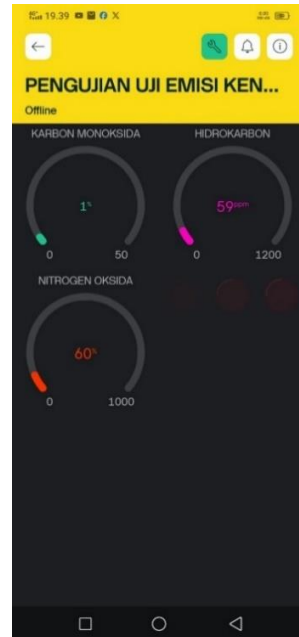 19.39
X
PENGUJIAN UJI EMISI KEN...
Offline
KARBON MONOKSIDA
1%
0 50
HIDROKARBON
59ppm
0 1200
NITROGEN OKSIDA
60%
0 1000